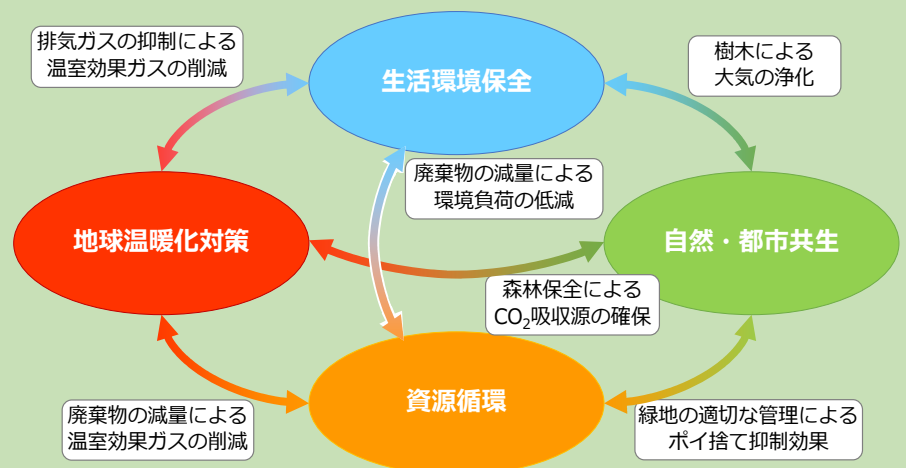 排気ガスの抑制による
温室効果ガスの削減
生活環境保全
樹木による
大気の浄化
廃棄物の減量による
環境負荷の低減
地球温暖化対策
自然・都市共生
森林保全による
CO₂吸収源の確保
資源循環
廃棄物の減量による
温室効果ガスの削減
緑地の適切な管理による
ポイ捨て抑制効果